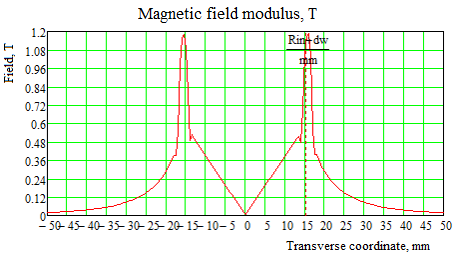 Magnetic field modulus, T
Field, T
1.2
1.08
0.96
0.84
0.72
0.6
0.48
0.36
0.24
0.12
0
Rin+dw
mm
−50 −45 −40 −35 −30 −25 −20 −15 −10 −5 0 5 10 15 20 25 30 35 40 45 50
Transverse coordinate, mm